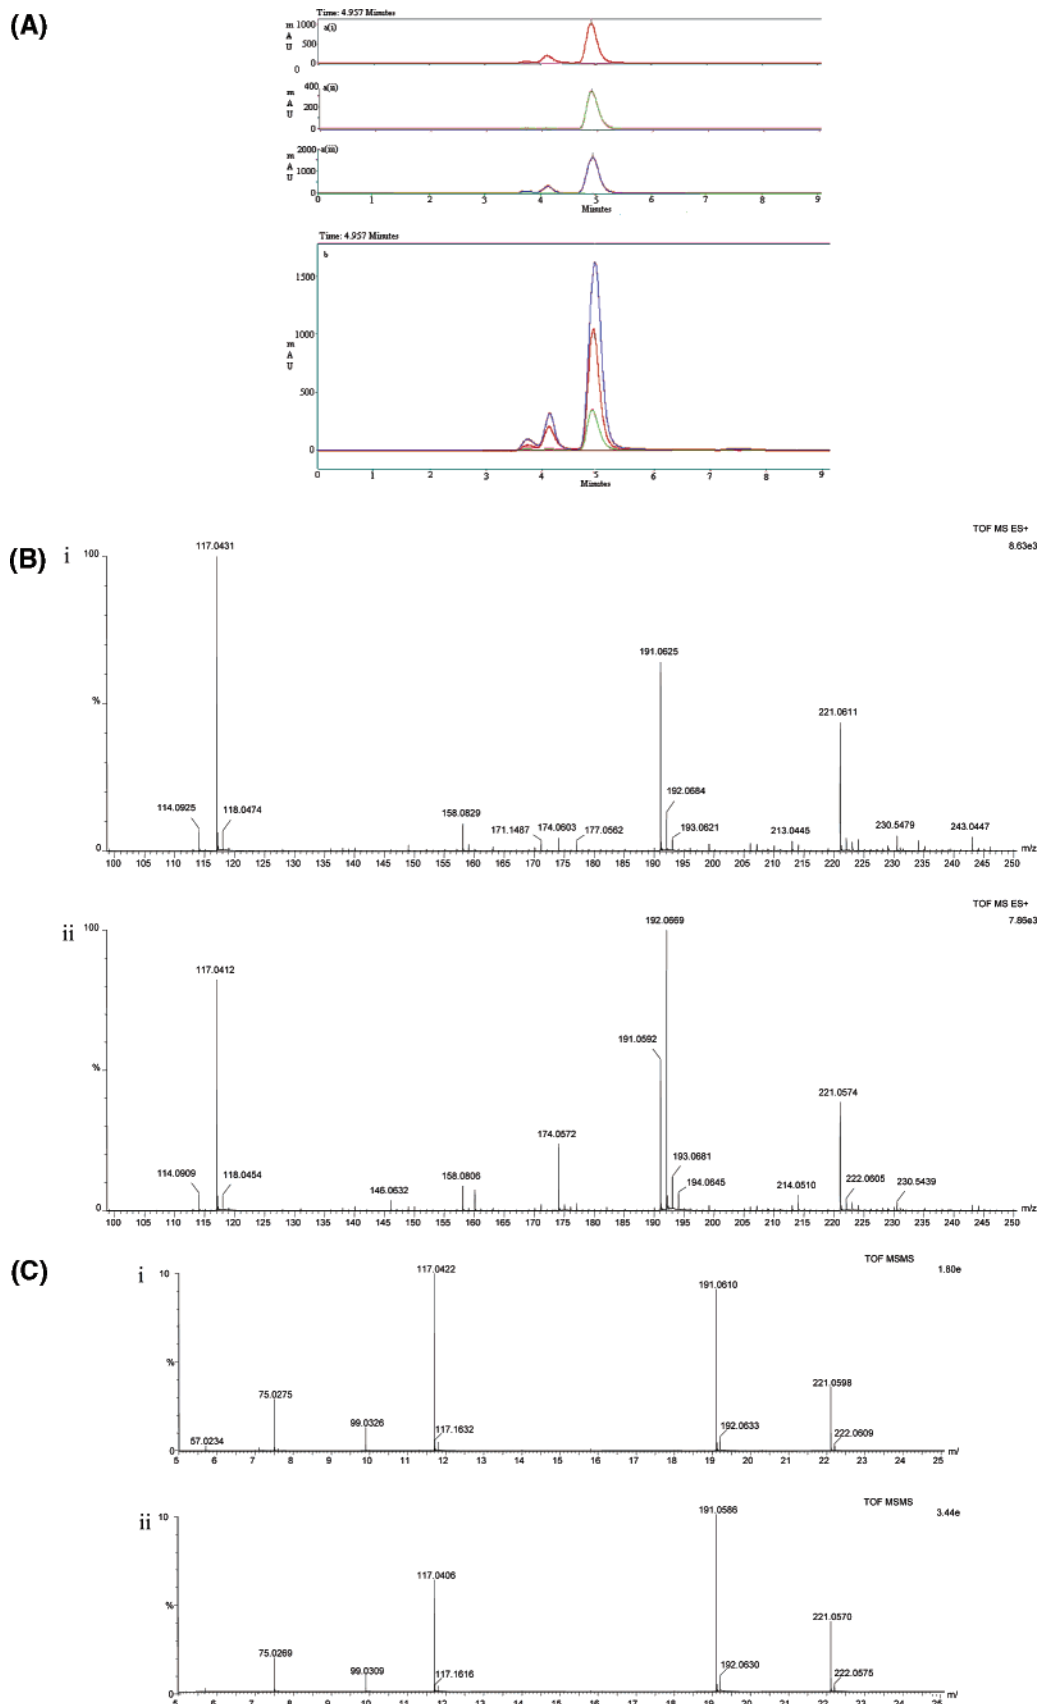 (A)
Time: 4.957 Minutes
a(i)
m A U
1000
500
0
0
a(ii)
m A U
400
200
0
a(iii)
m A U
2000
1000
0
0 1 2 3 4 5 6 7 8 9
Minutes
Time: 4.957 Minutes
b
m A U
1500
1000
500
0
0 1 2 3 4 5 6 7 8 9
Minutes
(B)
i
TOF MS ES+
8.63e3
100
%
0
117.0431
191.0625
221.0611
114.0925
118.0474
158.0829
171.1487
174.0603
177.0562
192.0684
193.0621
213.0445
230.5479
243.0447
100 105 110 115 120 125 130 135 140 145 150 155 160 165 170 175 180 185 190 195 200 205 210 215 220 225 230 235 240 245 250 m/z
ii
TOF MS ES+
7.86e3
100
%
0
192.0669
117.0412
191.0592
221.0574
174.0572
114.0909
118.0454
146.0632
158.0806
193.0681
194.0645
214.0510
222.0605
230.5439
100 105 110 115 120 125 130 135 140 145 150 155 160 165 170 175 180 185 190 195 200 205 210 215 220 225 230 235 240 245 250 m/z
(C)
i
TOF MSMS
1.80e
10
%
0
117.0422
191.0610
221.0598
75.0275
99.0326
57.0234
117.1632
192.0633
222.0609
5 6 7 8 9 10 11 12 13 13 14 15 16 16 17 18 19 20 21 22 23 24 25 m/
ii
TOF MSMS
3.44e
10
%
0
191.0586
117.0406
221.0570
75.0269
99.0309
117.1616
192.0630
222.0575